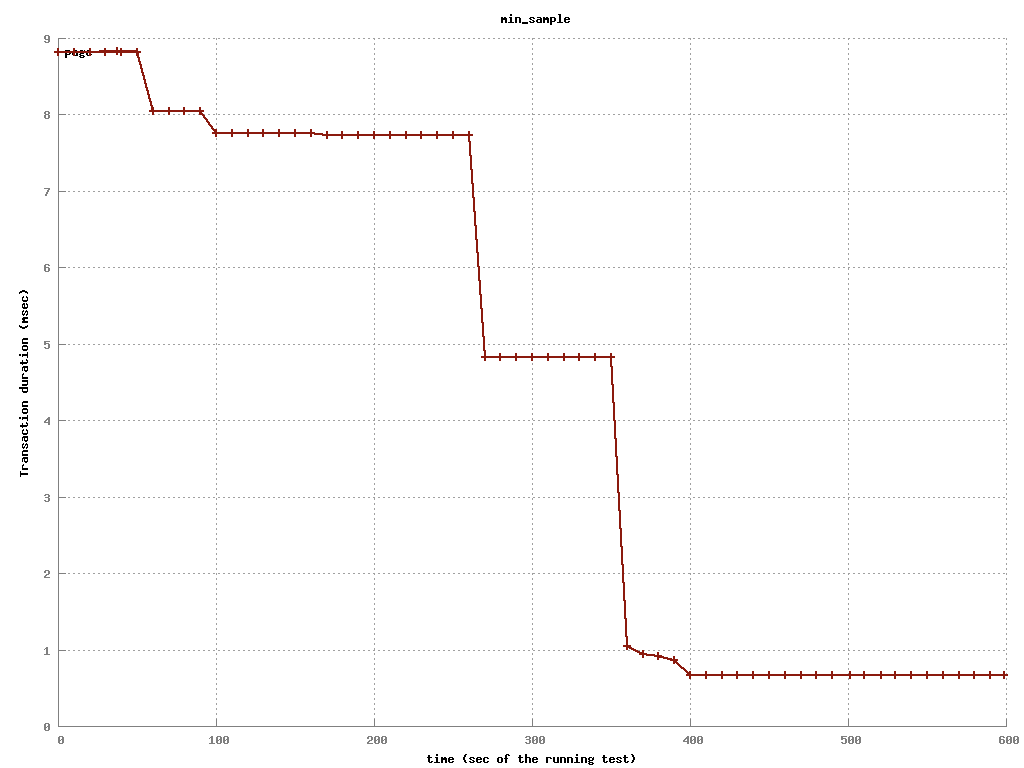 min_sample
9
page
8
7
6
5
4
3
2
1
0
Transaction duration (msec)
0 100 200 300 400 500 600
time (sec of the running test)